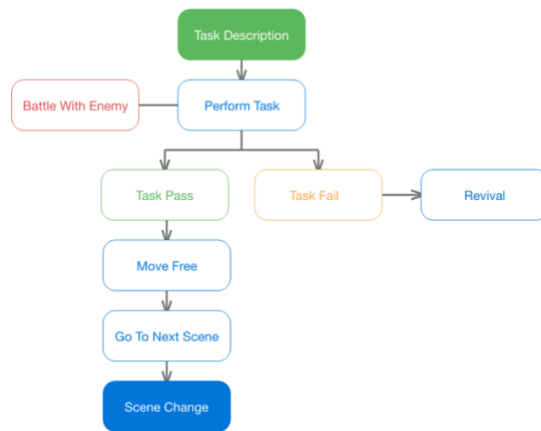 Task Description
Battle With Enemy
Perform Task
Task Pass
Task Fail
Revival
Move Free
Go To Next Scene
Scene Change